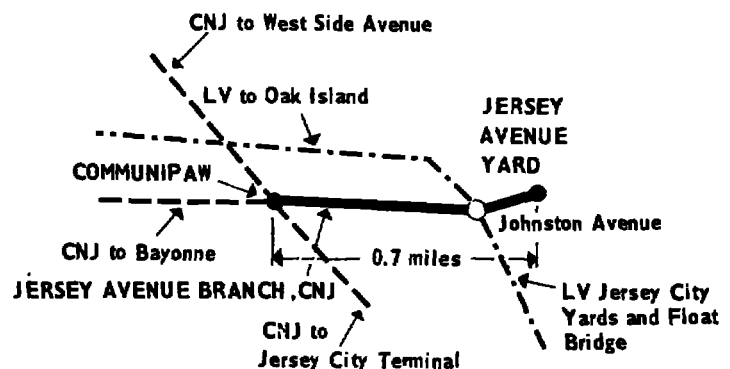 CNJ to West Side Avenue
LV to Oak Island
JERSEY
AVENUE
YARD
COMMUNIPAW
Johnston Avenue
CNJ to Bayonne
0.7 miles
JERSEY AVENUE BRANCH, CNJ
LV Jersey City
Yards and Float
Bridge
CNJ to
Jersey City Terminal